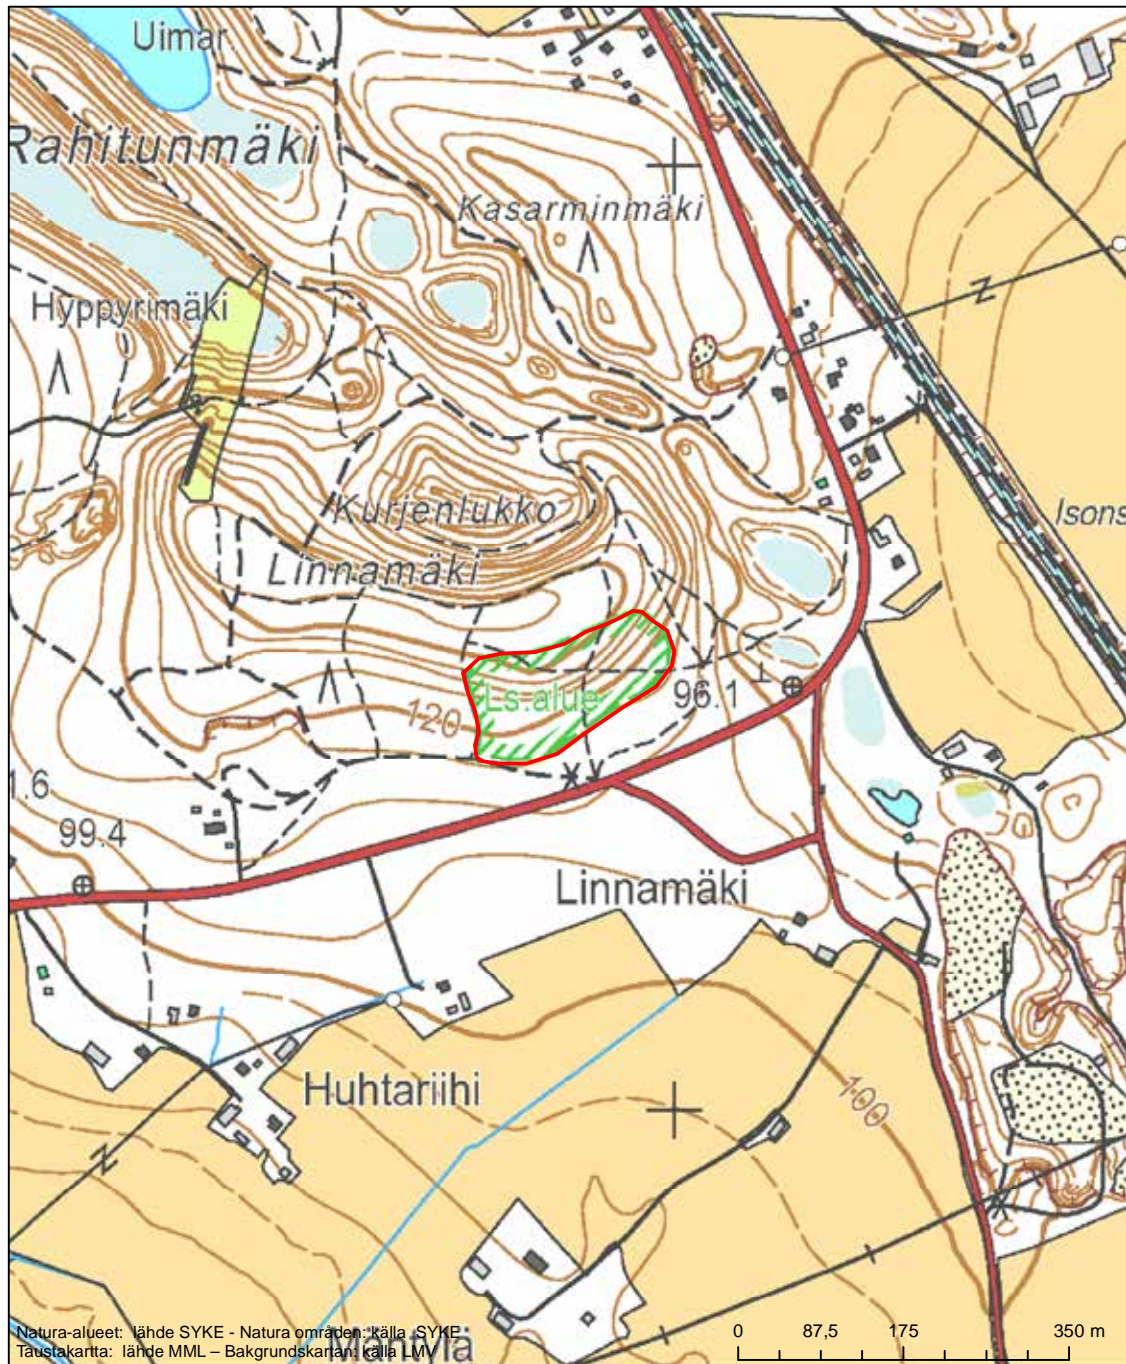 Uimar
Rahitunmäki
Kasarminmäki
Hyppyrimäki
Kurjenlukko
Isons
Linnamäki
Ls.alue
96.1
120
1.6
99.4
Linnamäki
Huhtariihi
100
Mäntylä
Natura-alueet: lähde SYKE - Natura områden: källa SYKE
Taustakartta: lähde MML – Bakgrundskartan: källa LMV
0 87,5 175 350 m